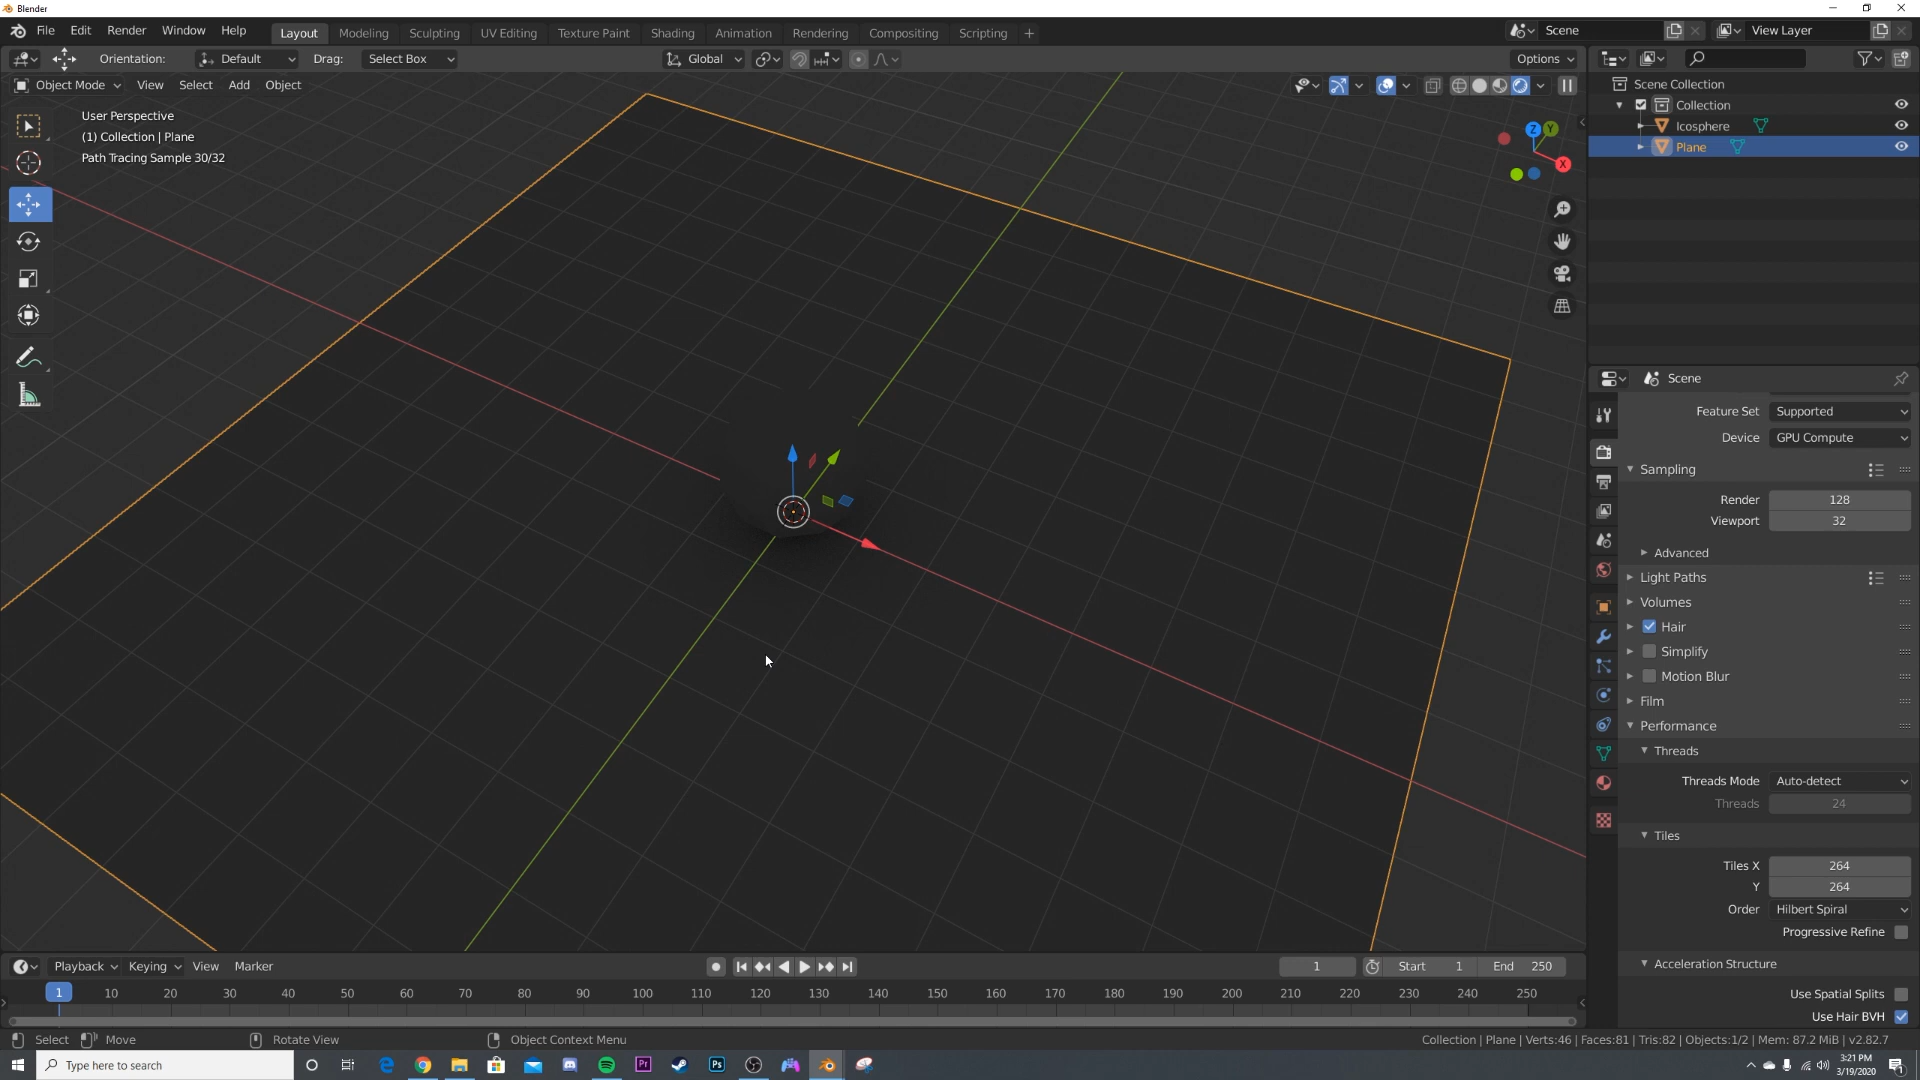 Blender
File Edit Render Window Help Layout Modeling Sculpting UV Editing Texture Paint Shading Animation Rendering Compositing Scripting + Scene View Layer
Orientation: Default Drag: Select Box Global Options
Object Mode View Select Add Object
User Perspective
(1) Collection | Plane
Path Tracing Sample 30/32
Z Y
X
Scene Collection
Collection
Icosphere
Plane
Scene
Feature Set Supported
Device GPU Compute
Sampling
Render 128
Viewport 32
Advanced
Light Paths
Volumes
Hair
Simplify
Motion Blur
Film
Performance
Threads
Threads Mode Auto-detect
Threads 24
Tiles
Tiles X 264
Y 264
Order Hilbert Spiral
Progressive Refine
Acceleration Structure
Use Spatial Splits
Use Hair BVH
Playback Keying View Marker 1 Start 1 End 250
1 10 20 30 40 50 60 70 80 90 100 110 120 130 140 150 160 170 180 190 200 210 220 230 240 250
Select Move Rotate View Object Context Menu Collection | Plane | Verts:46 | Faces:81 | Tris:82 | Objects:1/2 | Mem: 87.2 MiB | v2.82.7
Type here to search Pr Ps 3:21 PM
3/19/2020